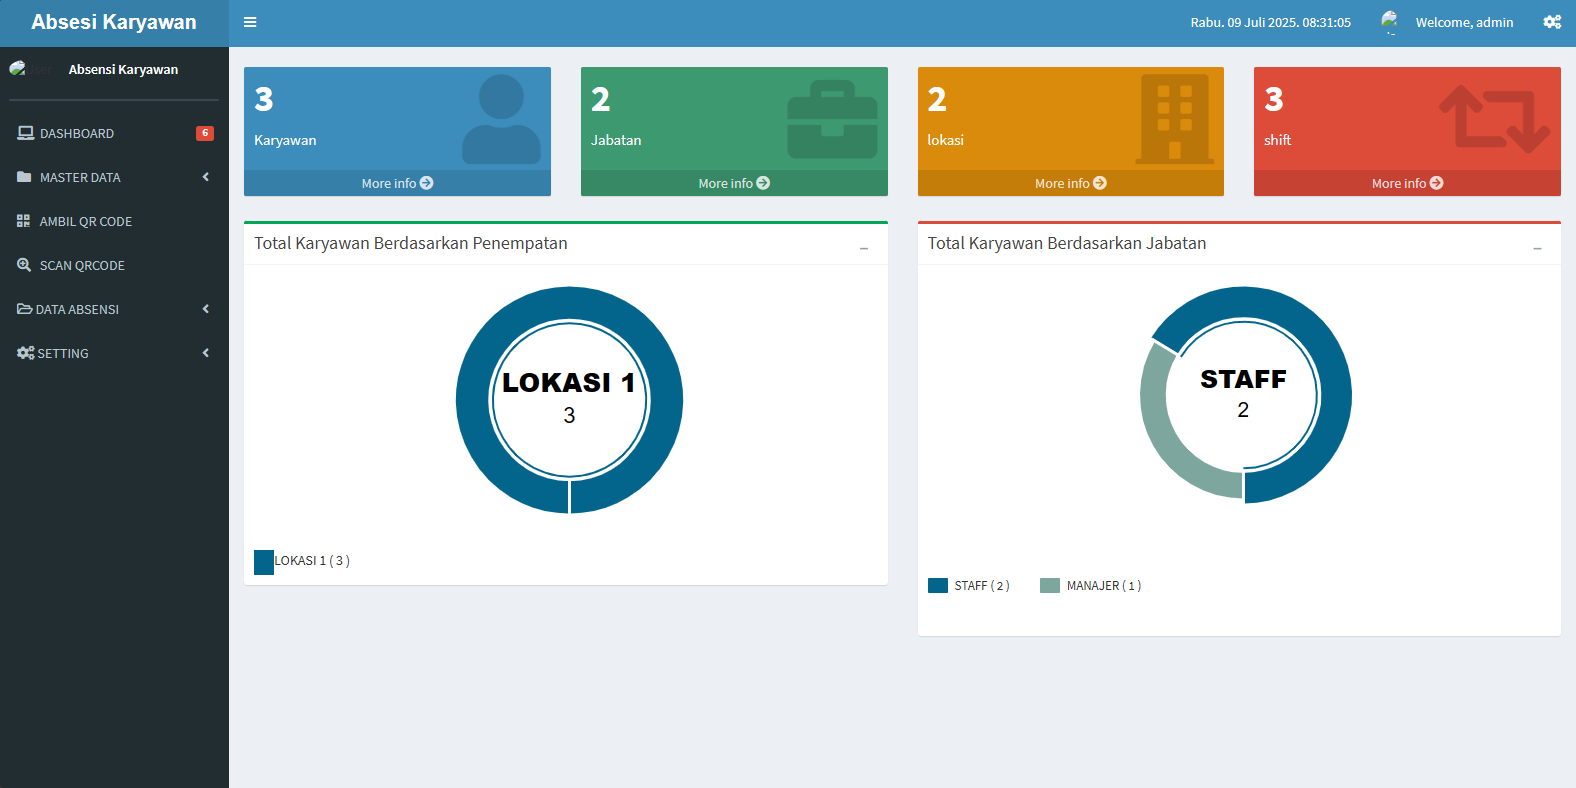 Absesi Karyawan
Rabu. 09 Juli 2025. 08:31:05
Welcome, admin
Absensi Karyawan
DASHBOARD 6
MASTER DATA
AMBIL QR CODE
SCAN QRCODE
DATA ABSENSI
SETTING
3
Karyawan
More info
2
Jabatan
More info
2
lokasi
More info
3
shift
More info
Total Karyawan Berdasarkan Penempatan
LOKASI 1
3
LOKASI 1 ( 3 )
Total Karyawan Berdasarkan Jabatan
STAFF
2
STAFF ( 2 ) MANAJER ( 1 )